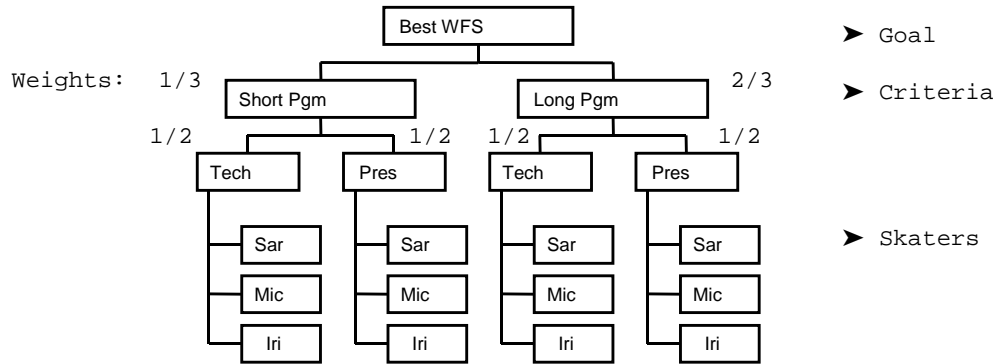 Best WFS
➤ Goal
Weights: 1/3 2/3
Short Pgm Long Pgm
➤ Criteria
1/2 1/2 1/2 1/2
Tech Pres Tech Pres
Sar Sar Sar Sar
➤ Skaters
Mic Mic Mic Mic
Iri Iri Iri Iri